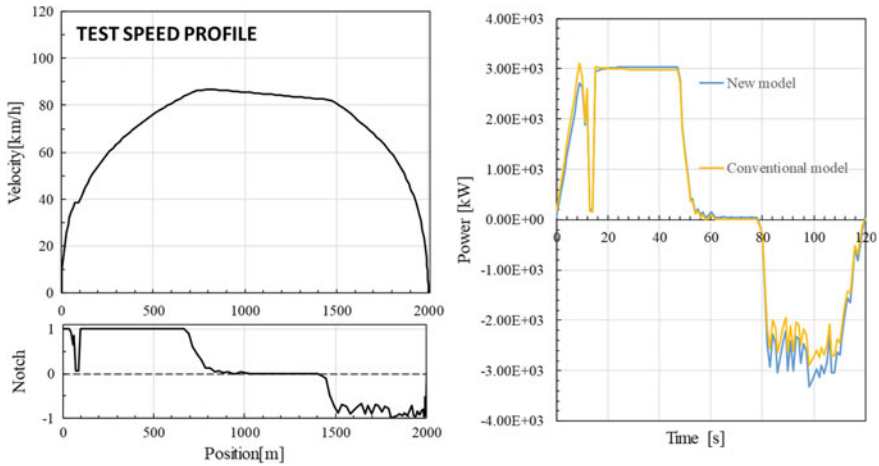 TEST SPEED PROFILE
Velocity[km/h]
120
100
80
60
40
20
0
0 500 1000 1500 2000
Notch
1
0
-1
0 500 1000 1500 2000
Position[m]
Power [kW]
4.00E+03
3.00E+03
2.00E+03
1.00E+03
0.00E+00
-1.00E+03
-2.00E+03
-3.00E+03
-4.00E+03
0 20 40 60 80 100 120
New model
Conventional model
Time [s]